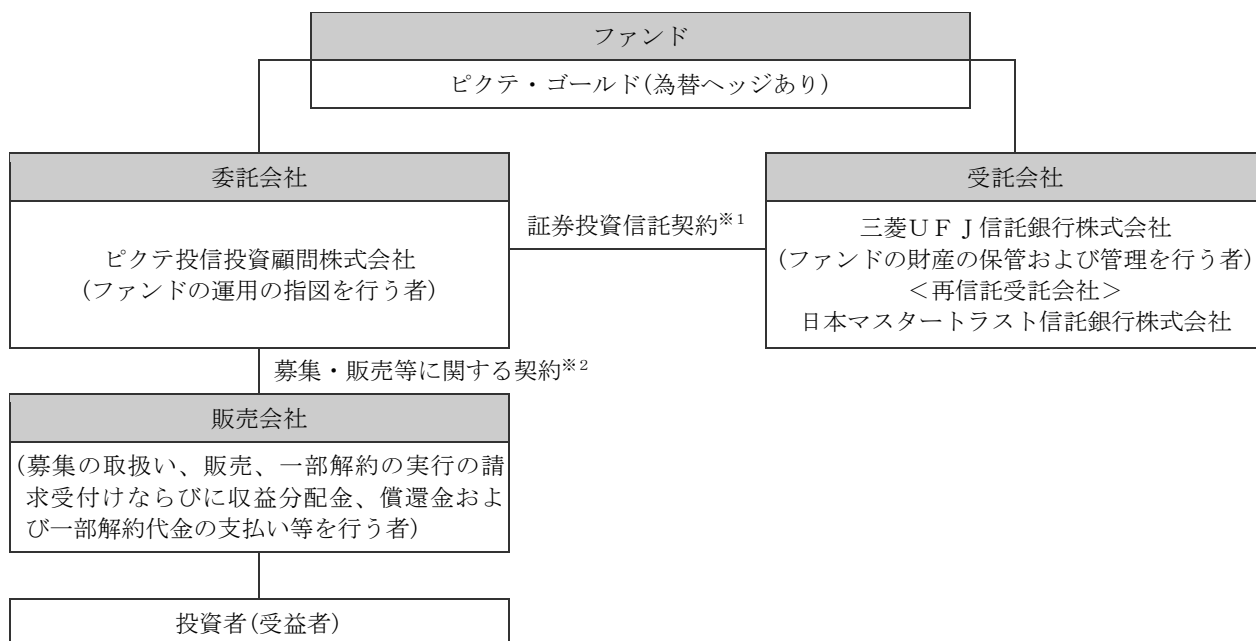 ファンド
ピクテ・ゴールド(為替ヘッジあり)
委託会社
ピクテ投信投資顧問株式会社
(ファンドの運用の指図を行う者)
証券投資信託契約※1
受託会社
三菱UFJ信託銀行株式会社
(ファンドの財産の保管および管理を行う者)
<再信託受託会社>
日本マスタートラスト信託銀行株式会社
募集・販売等に関する契約※2
販売会社
(募集の取扱い、販売、一部解約の実行の請
求受付けならびに収益分配金、償還金およ
び一部解約代金の支払い等を行う者)
投資者(受益者)